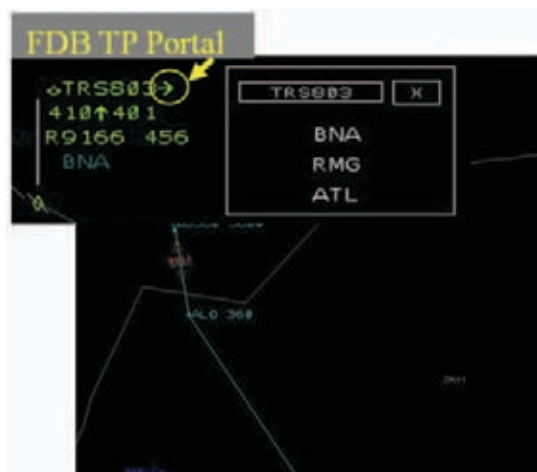 FDB TP Portal
TRS803→
410↑401
R9166 456
BNA
TRS803 X
BNA
RMG
ATL
ALO 360